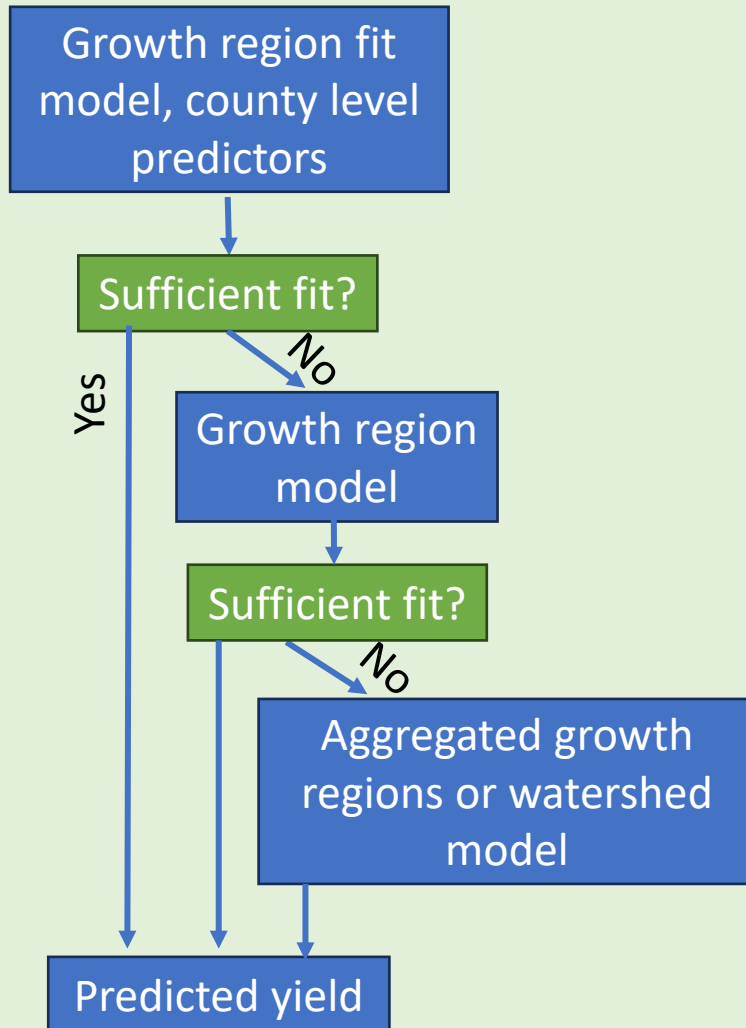 Growth region fit
model, county level
predictors
Sufficient fit?
No
Yes
Growth region
model
Sufficient fit?
No
Aggregated growth
regions or watershed
model
Predicted yield